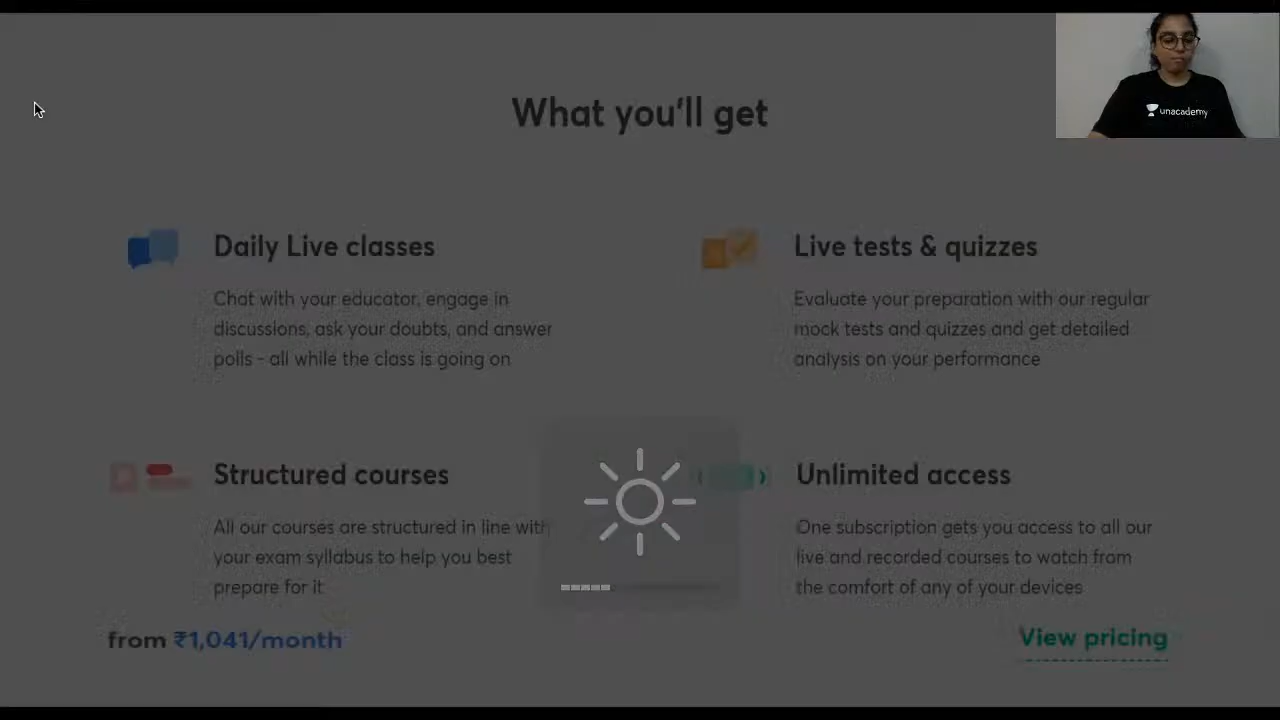 unacademy
What you'll get
Daily Live classes
Chat with your educator, engage in
discussions, ask your doubts, and answer
polls - all while the class is going on
Live tests & quizzes
Evaluate your preparation with our regular
mock tests and quizzes and get detailed
analysis on your performance
Structured courses
All our courses are structured in line with
your exam syllabus to help you best
prepare for it
Unlimited access
One subscription gets you access to all our
live and recorded courses to watch from
the comfort of any of your devices
from ₹1,041/month
View pricing